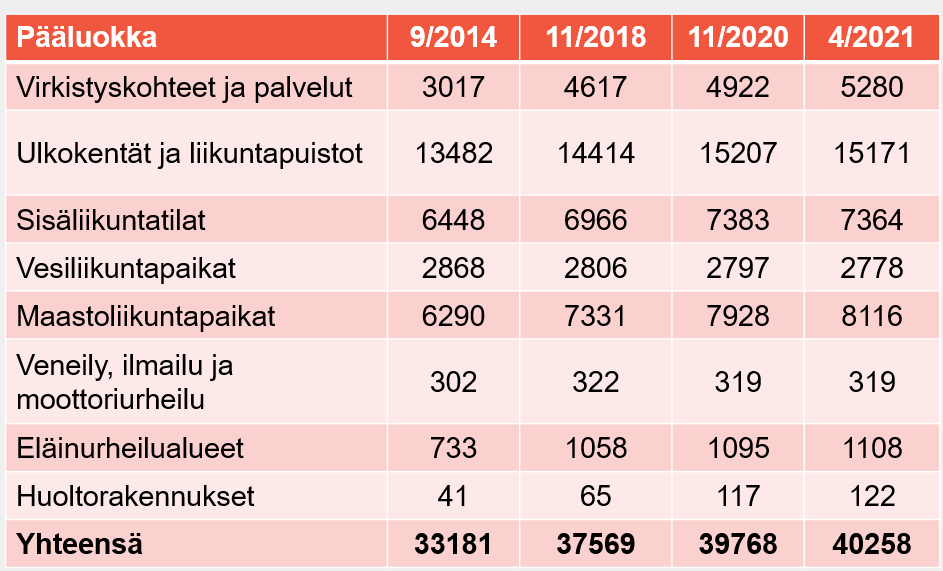 Pääluokka 9/2014 11/2018 11/2020 4/2021
Virkistyskohteet ja palvelut 3017 4617 4922 5280
Ulkokentät ja liikuntapuistot 13482 14414 15207 15171
Sisäliikuntatilat 6448 6966 7383 7364
Vesiliikuntapaikat 2868 2806 2797 2778
Maastoliikuntapaikat 6290 7331 7928 8116
Veneily, ilmailu ja
moottoriurheilu 302 322 319 319
Eläinurheilualueet 733 1058 1095 1108
Huoltorakennukset 41 65 117 122
Yhteensä 33181 37569 39768 40258